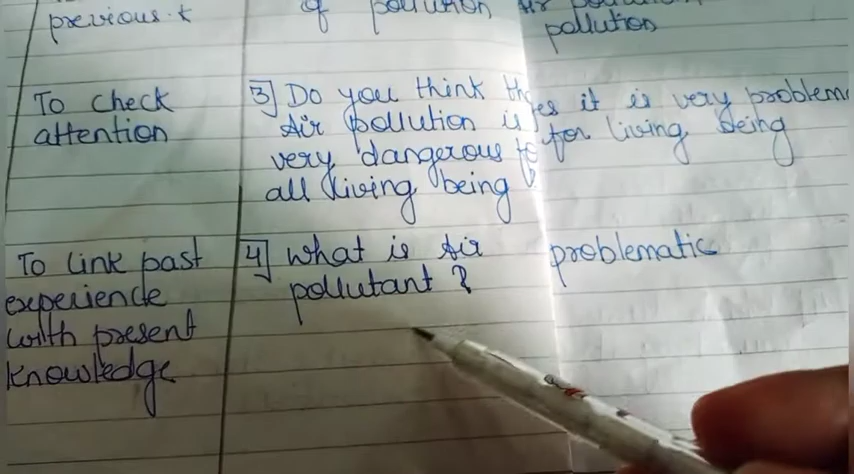 previous.k
of pollution
pollution
To check
attention
3] Do you think
Air pollution is
very dangerous
all living being
yes it is very problem
for living being
To link past
experience
with present
knowledge
4] what is Air
pollutant ?
problematic